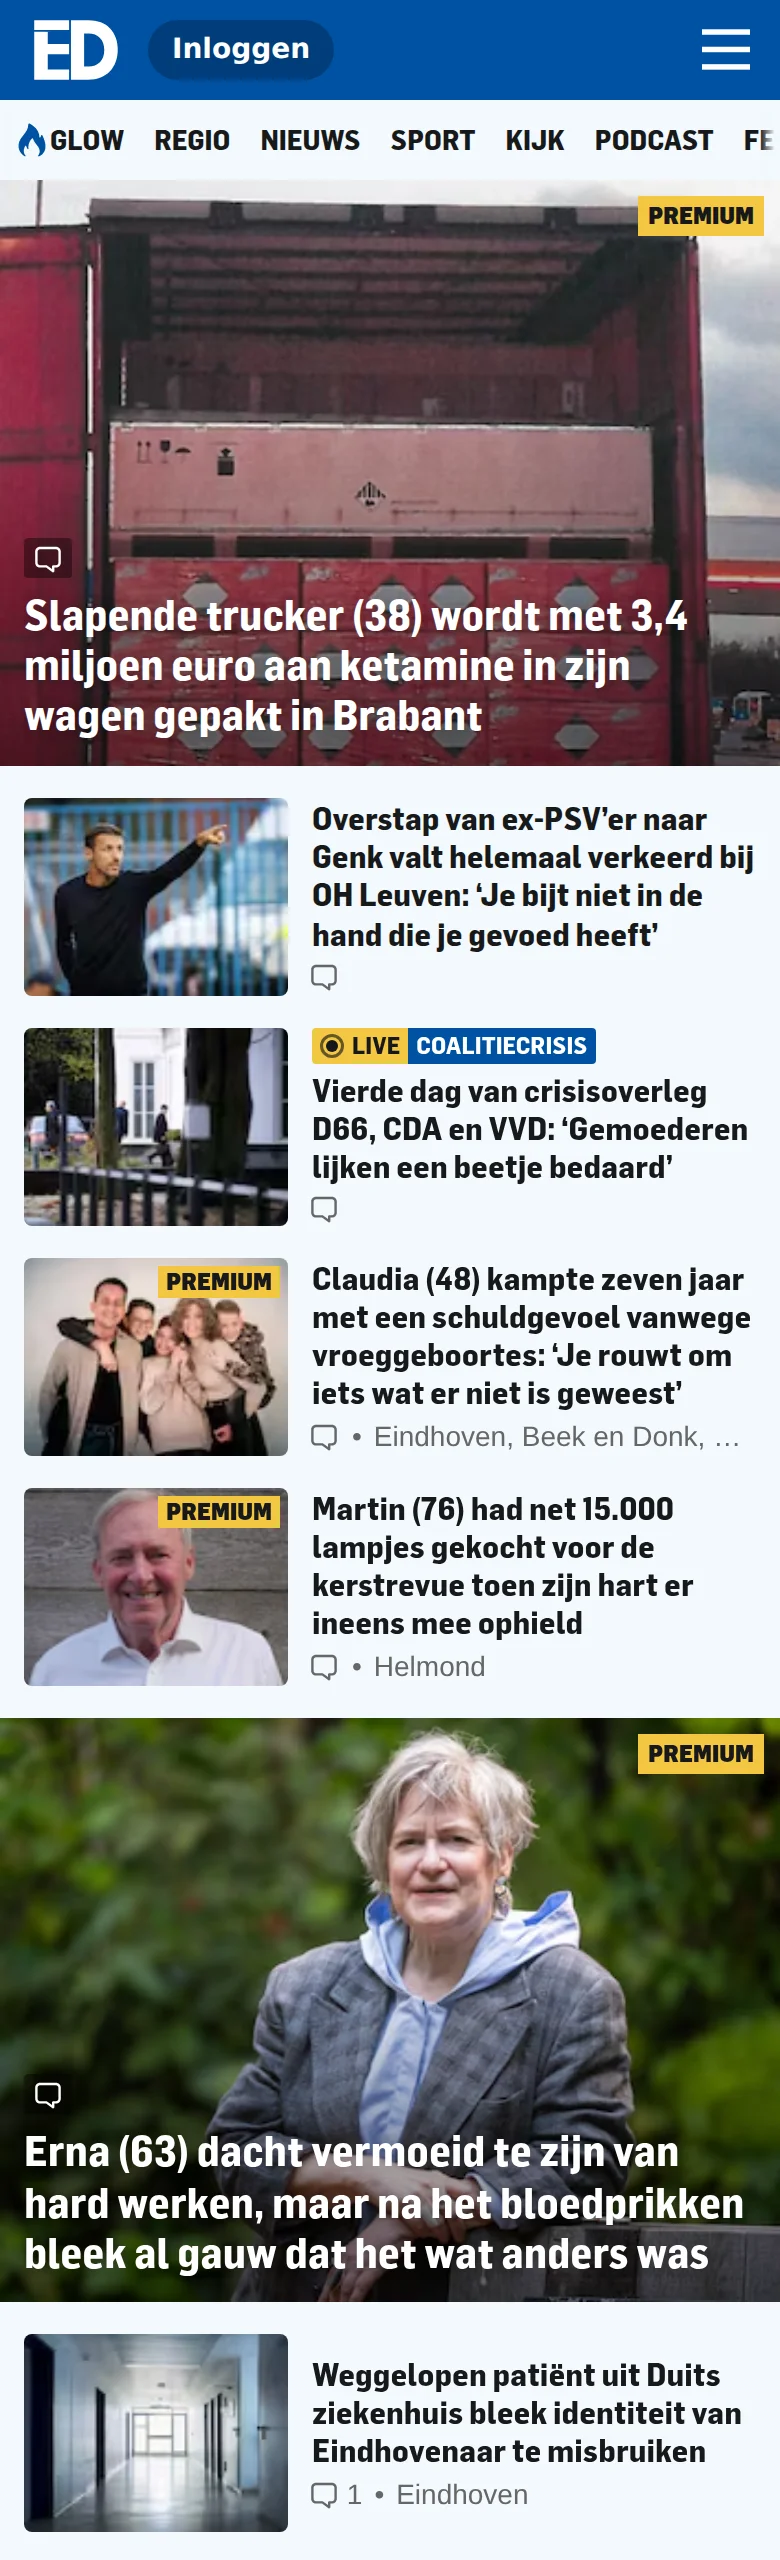 ED Inloggen
GLOW REGIO NIEUWS SPORT KIJK PODCAST FE
PREMIUM
Slapende trucker (38) wordt met 3,4
miljoen euro aan ketamine in zijn
wagen gepakt in Brabant
Overstap van ex-PSV’er naar
Genk valt helemaal verkeerd bij
OH Leuven: ‘Je bijt niet in de
hand die je gevoed heeft’
LIVE COALITIECRISIS
Vierde dag van crisisoverleg
D66, CDA en VVD: ‘Gemoederen
lijken een beetje bedaard’
PREMIUM
Claudia (48) kampte zeven jaar
met een schuldgevoel vanwege
vroeggeboortes: ‘Je rouwt om
iets wat er niet is geweest’
• Eindhoven, Beek en Donk, …
PREMIUM
Martin (76) had net 15.000
lampjes gekocht voor de
kerstrevue toen zijn hart er
ineens mee ophield
• Helmond
PREMIUM
Erna (63) dacht vermoeid te zijn van
hard werken, maar na het bloedprikken
bleek al gauw dat het wat anders was
Weggelopen patiënt uit Duits
ziekenhuis bleek identiteit van
Eindhovenaar te misbruiken
1 • Eindhoven